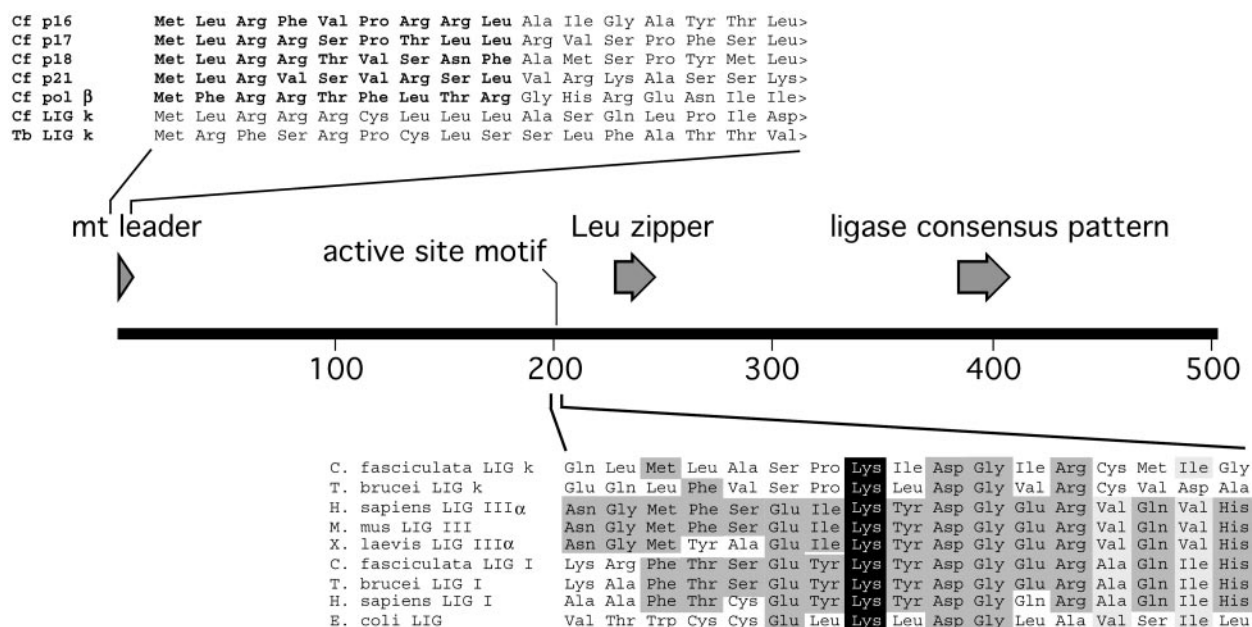 Cf p16 Met Leu Arg Phe Val Pro Arg Arg Leu Ala Ile Gly Ala Tyr Thr Leu>
Cf p17 Met Leu Arg Arg Ser Pro Thr Leu Leu Arg Val Ser Pro Phe Ser Leu>
Cf p18 Met Leu Arg Arg Thr Val Ser Asn Phe Ala Met Ser Pro Tyr Met Leu>
Cf p21 Met Leu Arg Val Ser Val Arg Ser Leu Val Arg Lys Ala Ser Ser Lys>
Cf pol β Met Phe Arg Arg Thr Phe Leu Thr Arg Gly His Arg Glu Asn Ile Ile>
Cf LIG k Met Leu Arg Arg Arg Cys Leu Leu Leu Ala Ser Gln Leu Pro Ile Asp>
Tb LIG k Met Arg Phe Ser Arg Pro Cys Leu Ser Ser Leu Phe Ala Thr Thr Val>
mt leader
active site motif
Leu zipper
ligase consensus pattern
100 200 300 400 500
C. fasciculata LIG k Gln Leu Met Leu Ala Ser Pro Lys Ile Asp Gly Ile Arg Cys Met Ile Gly
T. brucei LIG k Glu Gln Leu Phe Val Ser Pro Lys Leu Asp Gly Val Arg Cys Val Asp Ala
H. sapiens LIG IIIα Asn Gly Met Phe Ser Glu Ile Lys Tyr Asp Gly Glu Arg Val Gln Val His
M. mus LIG III Asn Gly Met Phe Ser Glu Ile Lys Tyr Asp Gly Glu Arg Val Gln Val His
X. laevis LIG IIIα Asn Gly Met Tyr Ala Glu Ile Lys Tyr Asp Gly Glu Arg Val Gln Val His
C. fasciculata LIG I Lys Arg Phe Thr Ser Glu Tyr Lys Tyr Asp Gly Glu Arg Ala Gln Ile His
T. brucei LIG I Lys Ala Phe Thr Ser Glu Tyr Lys Tyr Asp Gly Glu Arg Ala Gln Ile His
H. sapiens LIG I Ala Ala Phe Thr Cys Glu Tyr Lys Tyr Asp Gly Gln Arg Ala Gln Ile His
E. coli LIG Val Thr Trp Cys Cys Glu Leu Lys Leu Asp Gly Leu Ala Val Ser Ile Leu